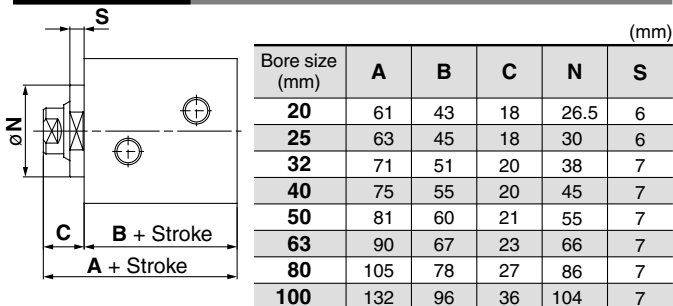 S
øN
C
B + Stroke
A + Stroke
(mm)
Bore size (mm) A B C N S
20 61 43 18 26.5 6
25 63 45 18 30 6
32 71 51 20 38 7
40 75 55 20 45 7
50 81 60 21 55 7
63 90 67 23 66 7
80 105 78 27 86 7
100 132 96 36 104 7